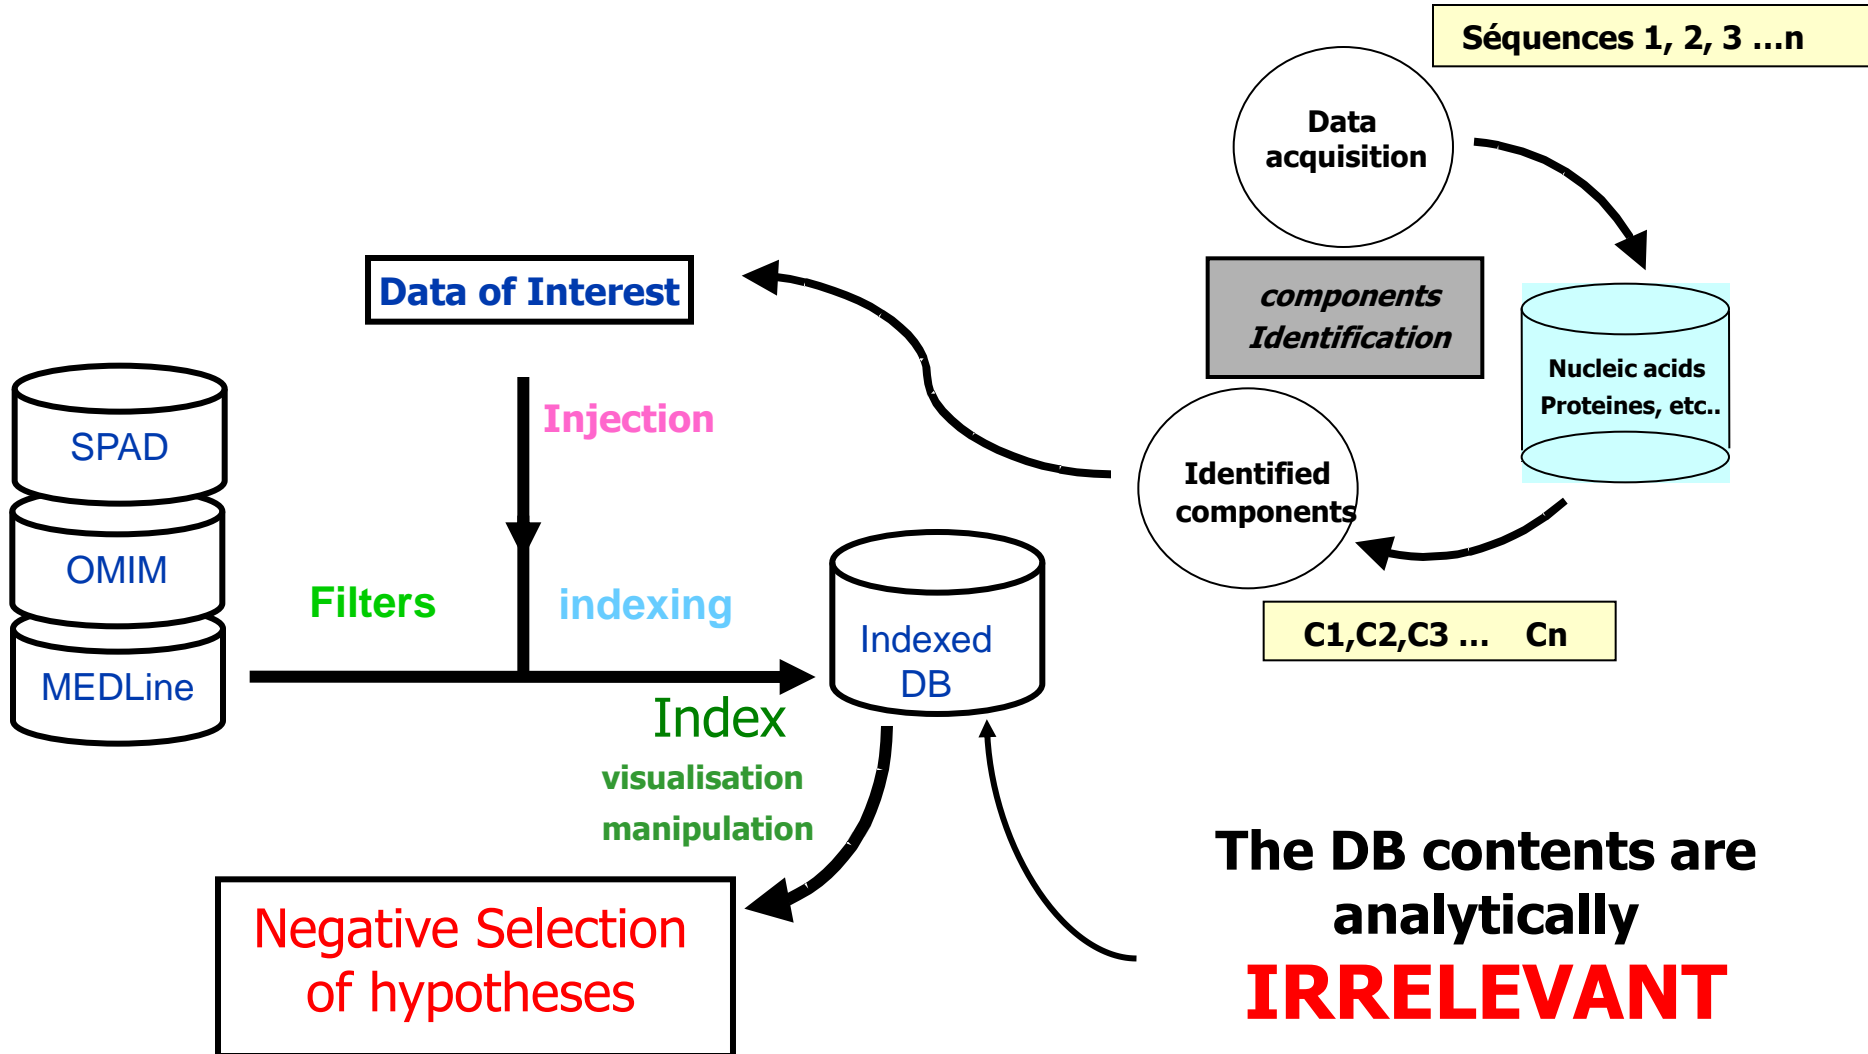 Séquences 1, 2, 3 ...n
Data
acquisition
components
Identification
Nucleic acids
Proteines, etc..
Identified
components
C1,C2,C3 ... Cn
Data of Interest
Injection
SPAD
OMIM
MEDLine
Filters
indexing
Indexed
DB
Index
visualisation
manipulation
Negative Selection
of hypotheses
The DB contents are
analytically
IRRELEVANT